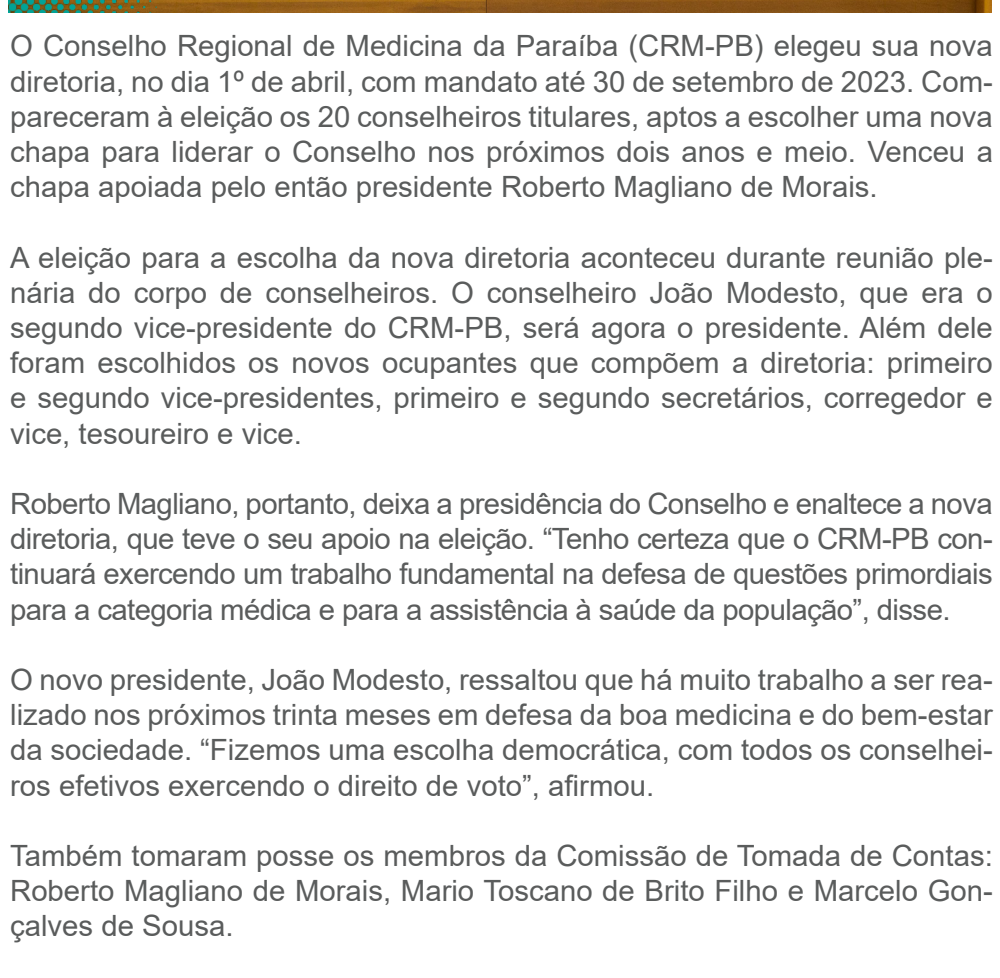 O Conselho Regional de Medicina da Paraíba (CRM-PB) elegeu sua nova
diretoria, no dia 1º de abril, com mandato até 30 de setembro de 2023. Com-
pareceram à eleição os 20 conselheiros titulares, aptos a escolher uma nova
chapa para liderar o Conselho nos próximos dois anos e meio. Venceu a
chapa apoiada pelo então presidente Roberto Magliano de Morais.
A eleição para a escolha da nova diretoria aconteceu durante reunião ple-
nária do corpo de conselheiros. O conselheiro João Modesto, que era o
segundo vice-presidente do CRM-PB, será agora o presidente. Além dele
foram escolhidos os novos ocupantes que compõem a diretoria: primeiro
e segundo vice-presidentes, primeiro e segundo secretários, corregedor e
vice, tesoureiro e vice.
Roberto Magliano, portanto, deixa a presidência do Conselho e enaltece a nova
diretoria, que teve o seu apoio na eleição. “Tenho certeza que o CRM-PB con-
tinuará exercendo um trabalho fundamental na defesa de questões primordiais
para a categoria médica e para a assistência à saúde da população”, disse.
O novo presidente, João Modesto, ressaltou que há muito trabalho a ser rea-
lizado nos próximos trinta meses em defesa da boa medicina e do bem-estar
da sociedade. “Fizemos uma escolha democrática, com todos os conselhei-
ros efetivos exercendo o direito de voto”, afirmou.
Também tomaram posse os membros da Comissão de Tomada de Contas:
Roberto Magliano de Morais, Mario Toscano de Brito Filho e Marcelo Gon-
çalves de Sousa.